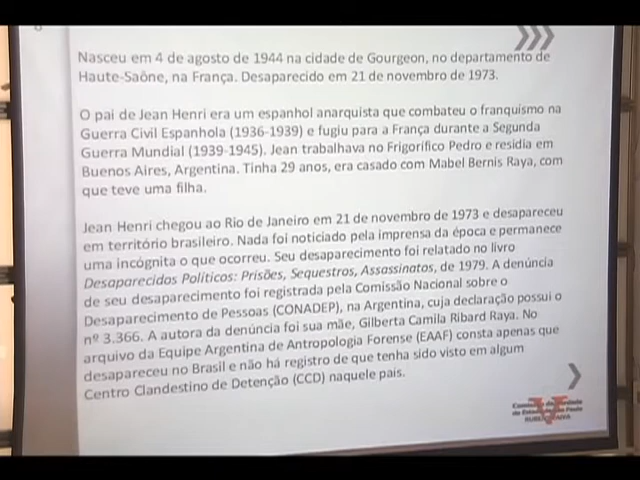 Nasceu em 4 de agosto de 1944 na cidade de Gourgeon, no departamento de
Haute-Saône, na França. Desaparecido em 21 de novembro de 1973.
O pai de Jean Henri era um espanhol anarquista que combateu o franquismo na
Guerra Civil Espanhola (1936-1939) e fugiu para a França durante a Segunda
Guerra Mundial (1939-1945). Jean trabalhava no Frigorífico Pedro e residia em
Buenos Aires, Argentina. Tinha 29 anos, era casado com Mabel Bernis Raya, com
que teve uma filha.
Jean Henri chegou ao Rio de Janeiro em 21 de novembro de 1973 e desapareceu
em território brasileiro. Nada foi noticiado pela imprensa da época e permanece
uma incógnita o que ocorreu. Seu desaparecimento foi relatado no livro
Desaparecidos Políticos: Prisões, Sequestros, Assassinatos, de 1979. A denúncia
de seu desaparecimento foi registrada pela Comissão Nacional sobre o
Desaparecimento de Pessoas (CONADEP), na Argentina, cuja declaração possui o
nº 3.366. A autora da denúncia foi sua mãe, Gilberta Camila Ribard Raya. No
arquivo da Equipe Argentina de Antropologia Forense (EAAF) consta apenas que
desapareceu no Brasil e não há registro de que tenha sido visto em algum
Centro Clandestino de Detenção (CCD) naquele país.